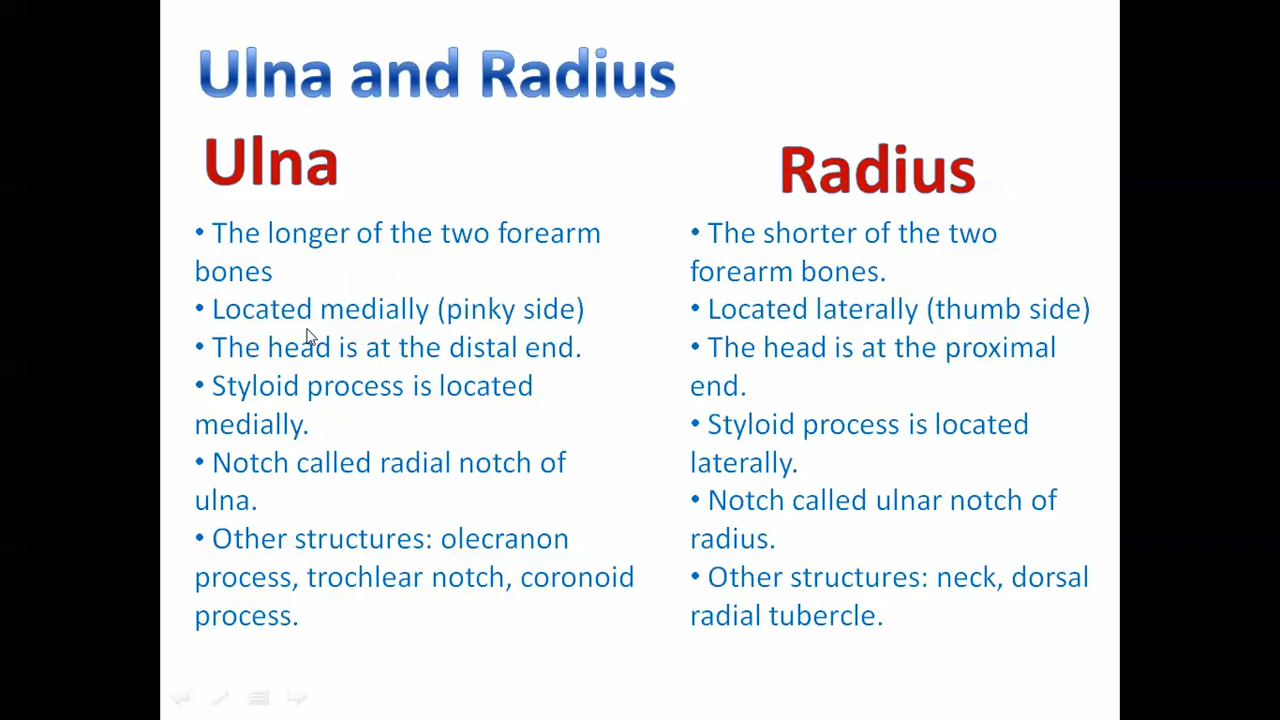 Ulna and Radius
Ulna
• The longer of the two forearm
bones
• Located medially (pinky side)
• The head is at the distal end.
• Styloid process is located
medially.
• Notch called radial notch of
ulna.
• Other structures: olecranon
process, trochlear notch, coronoid
process.
Radius
• The shorter of the two
forearm bones.
• Located laterally (thumb side)
• The head is at the proximal
end.
• Styloid process is located
laterally.
• Notch called ulnar notch of
radius.
• Other structures: neck, dorsal
radial tubercle.